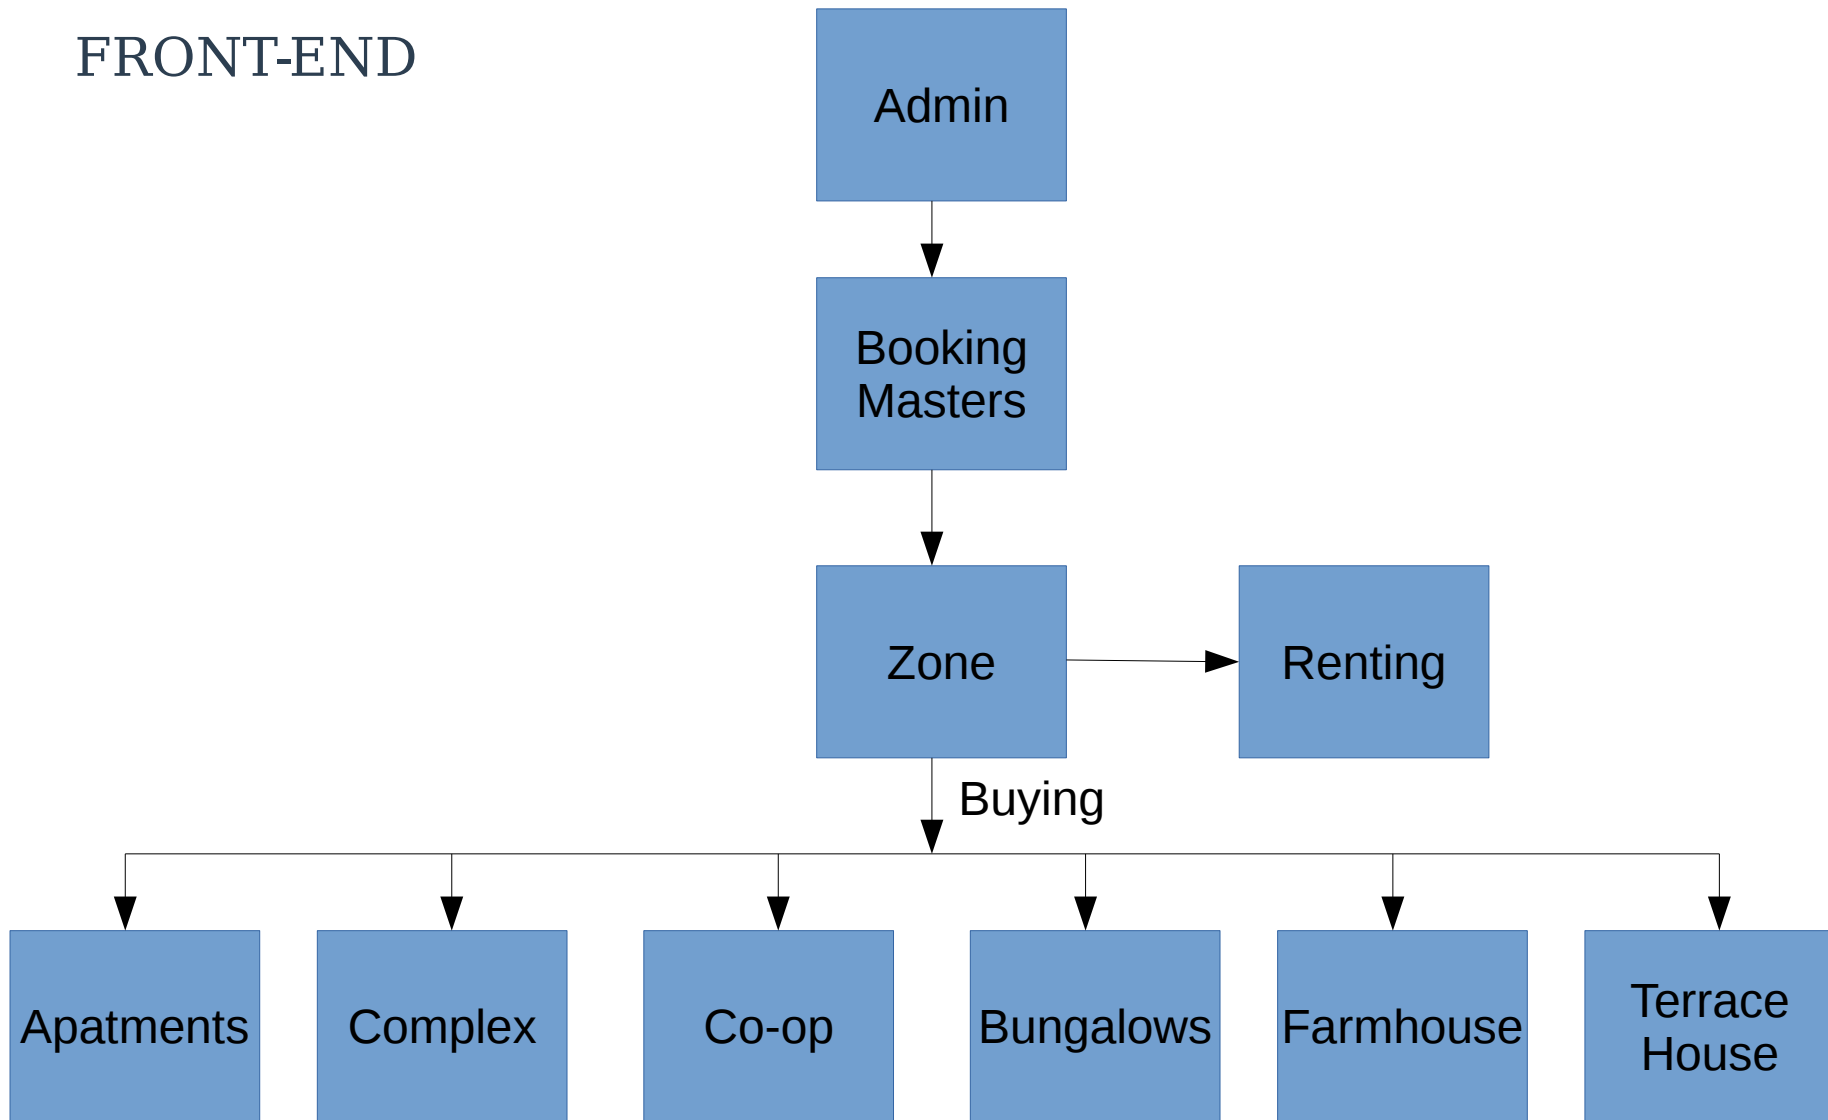 FRONT-END
Admin
Booking
Masters
Zone
Renting
Buying
Apatments
Complex
Co-op
Bungalows
Farmhouse
Terrace
House